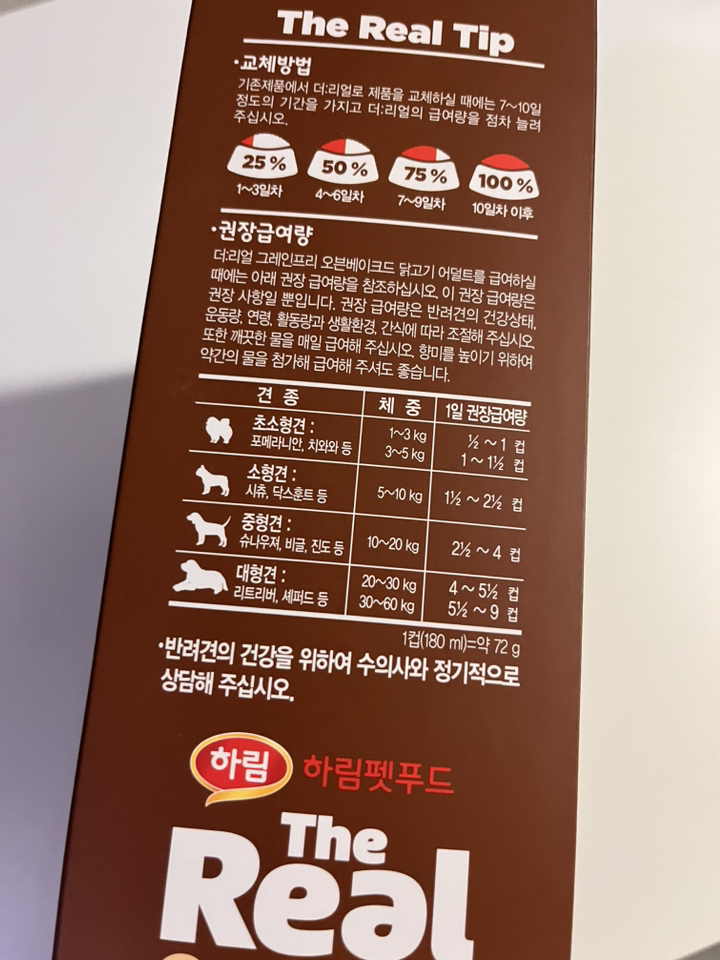 The Real Tip
·교체방법
기존제품에서 더:리얼로 제품을 교체하실 때에는 7~10일
정도의 기간을 가지고 더:리얼의 급여량을 점차 늘려
주십시오.
25 % 50 % 75 % 100 %
1~3일차 4~6일차 7~9일차 10일차 이후
·권장급여량
더:리얼 그레인프리 오븐베이크드 닭고기 어덜트를 급여하실
때에는 아래 권장 급여량을 참조하십시오. 이 권장 급여량은
권장 사항일 뿐입니다. 권장 급여량은 반려견의 건강상태,
운동량, 연령, 활동량과 생활환경, 간식에 따라 조절해 주십시오.
또한 깨끗한 물을 매일 급여해 주십시오. 향미를 높이기 위하여
약간의 물을 첨가해 급여해 주셔도 좋습니다.
견 종 체 중 1일 권장급여량
초소형견 : 1~3 kg ½ ~ 1 컵
포메라니안, 치와와 등 3~5 kg 1 ~ 1½ 컵
소형견 :
시츄, 닥스훈트 등 5~10 kg 1½ ~ 2½ 컵
중형견 :
슈나우져, 비글, 진도 등 10~20 kg 2½ ~ 4 컵
대형견 : 20~30 kg 4 ~ 5½ 컵
리트리버, 셰퍼드 등 30~60 kg 5½ ~ 9 컵
1컵(180 ml)=약 72 g
·반려견의 건강을 위하여 수의사와 정기적으로
상담해 주십시오.
하림 하림펫푸드
The
Real